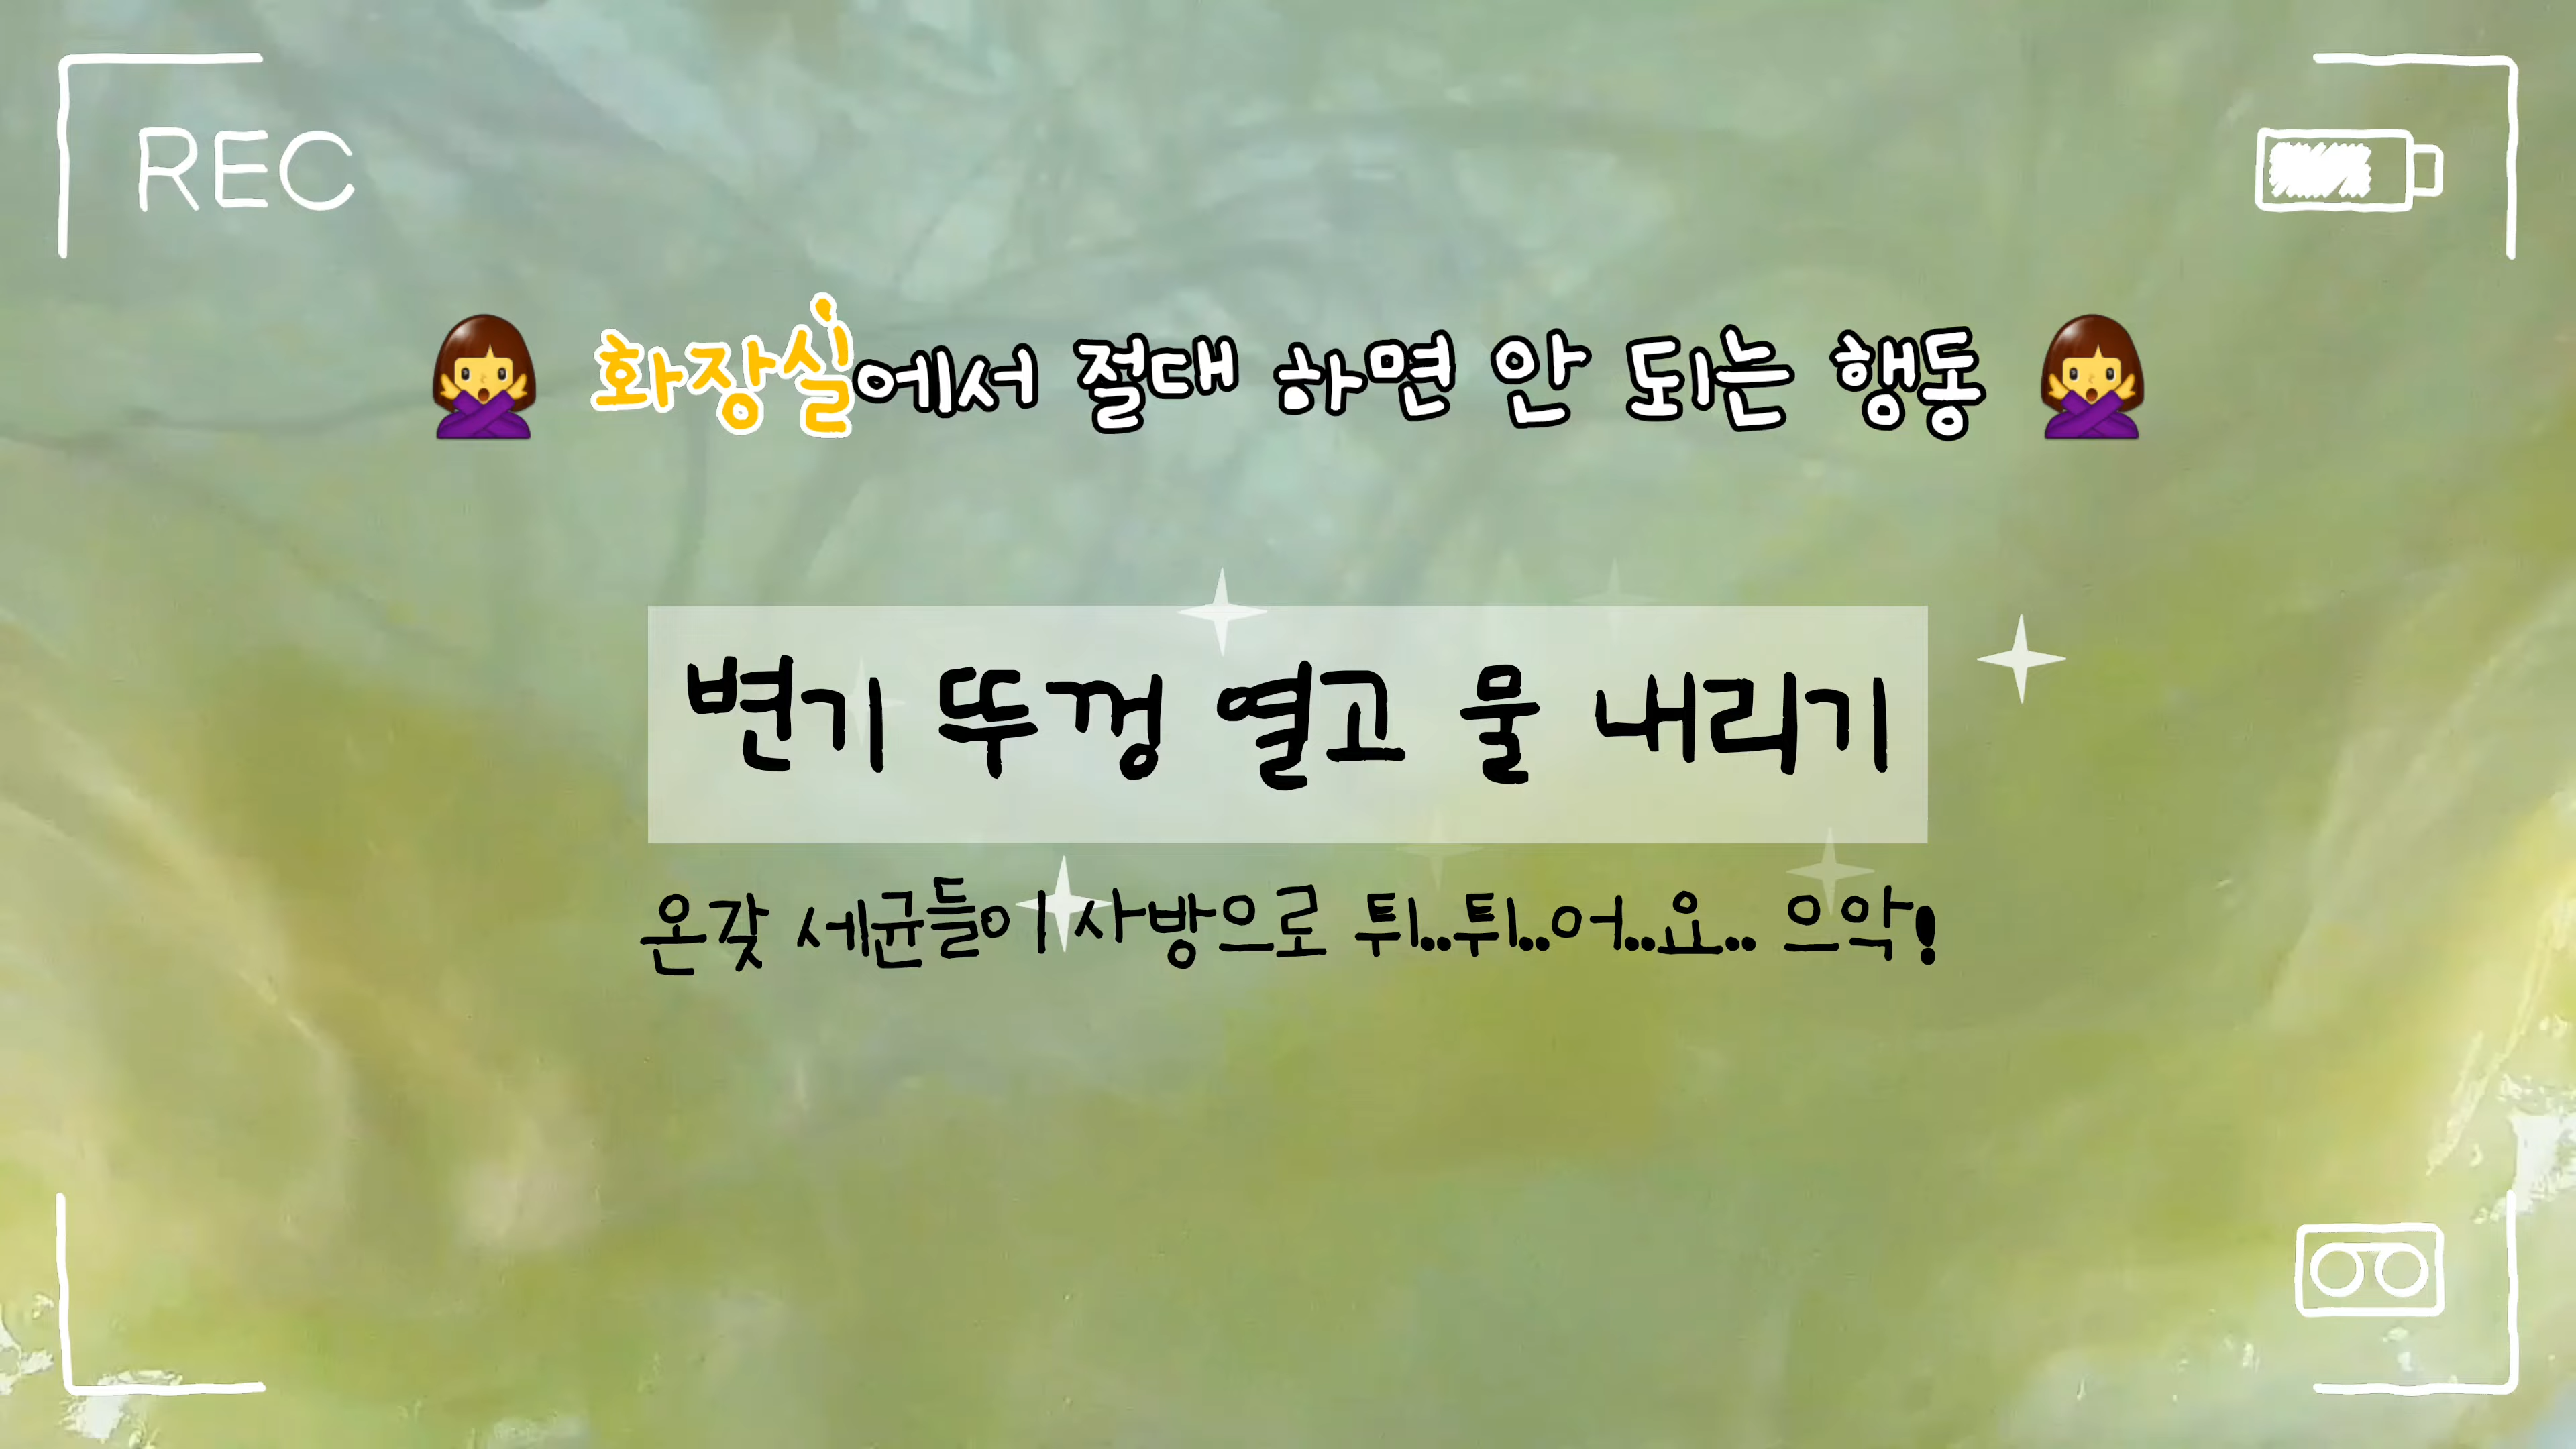 REC
🙅‍♀️ 화장실에서 절대 하면 안 되는 행동 🙅‍♀️
변기 뚜껑 열고 물 내리기
온갖 세균들이 사방으로 튀..튀..어..요.. 으악!